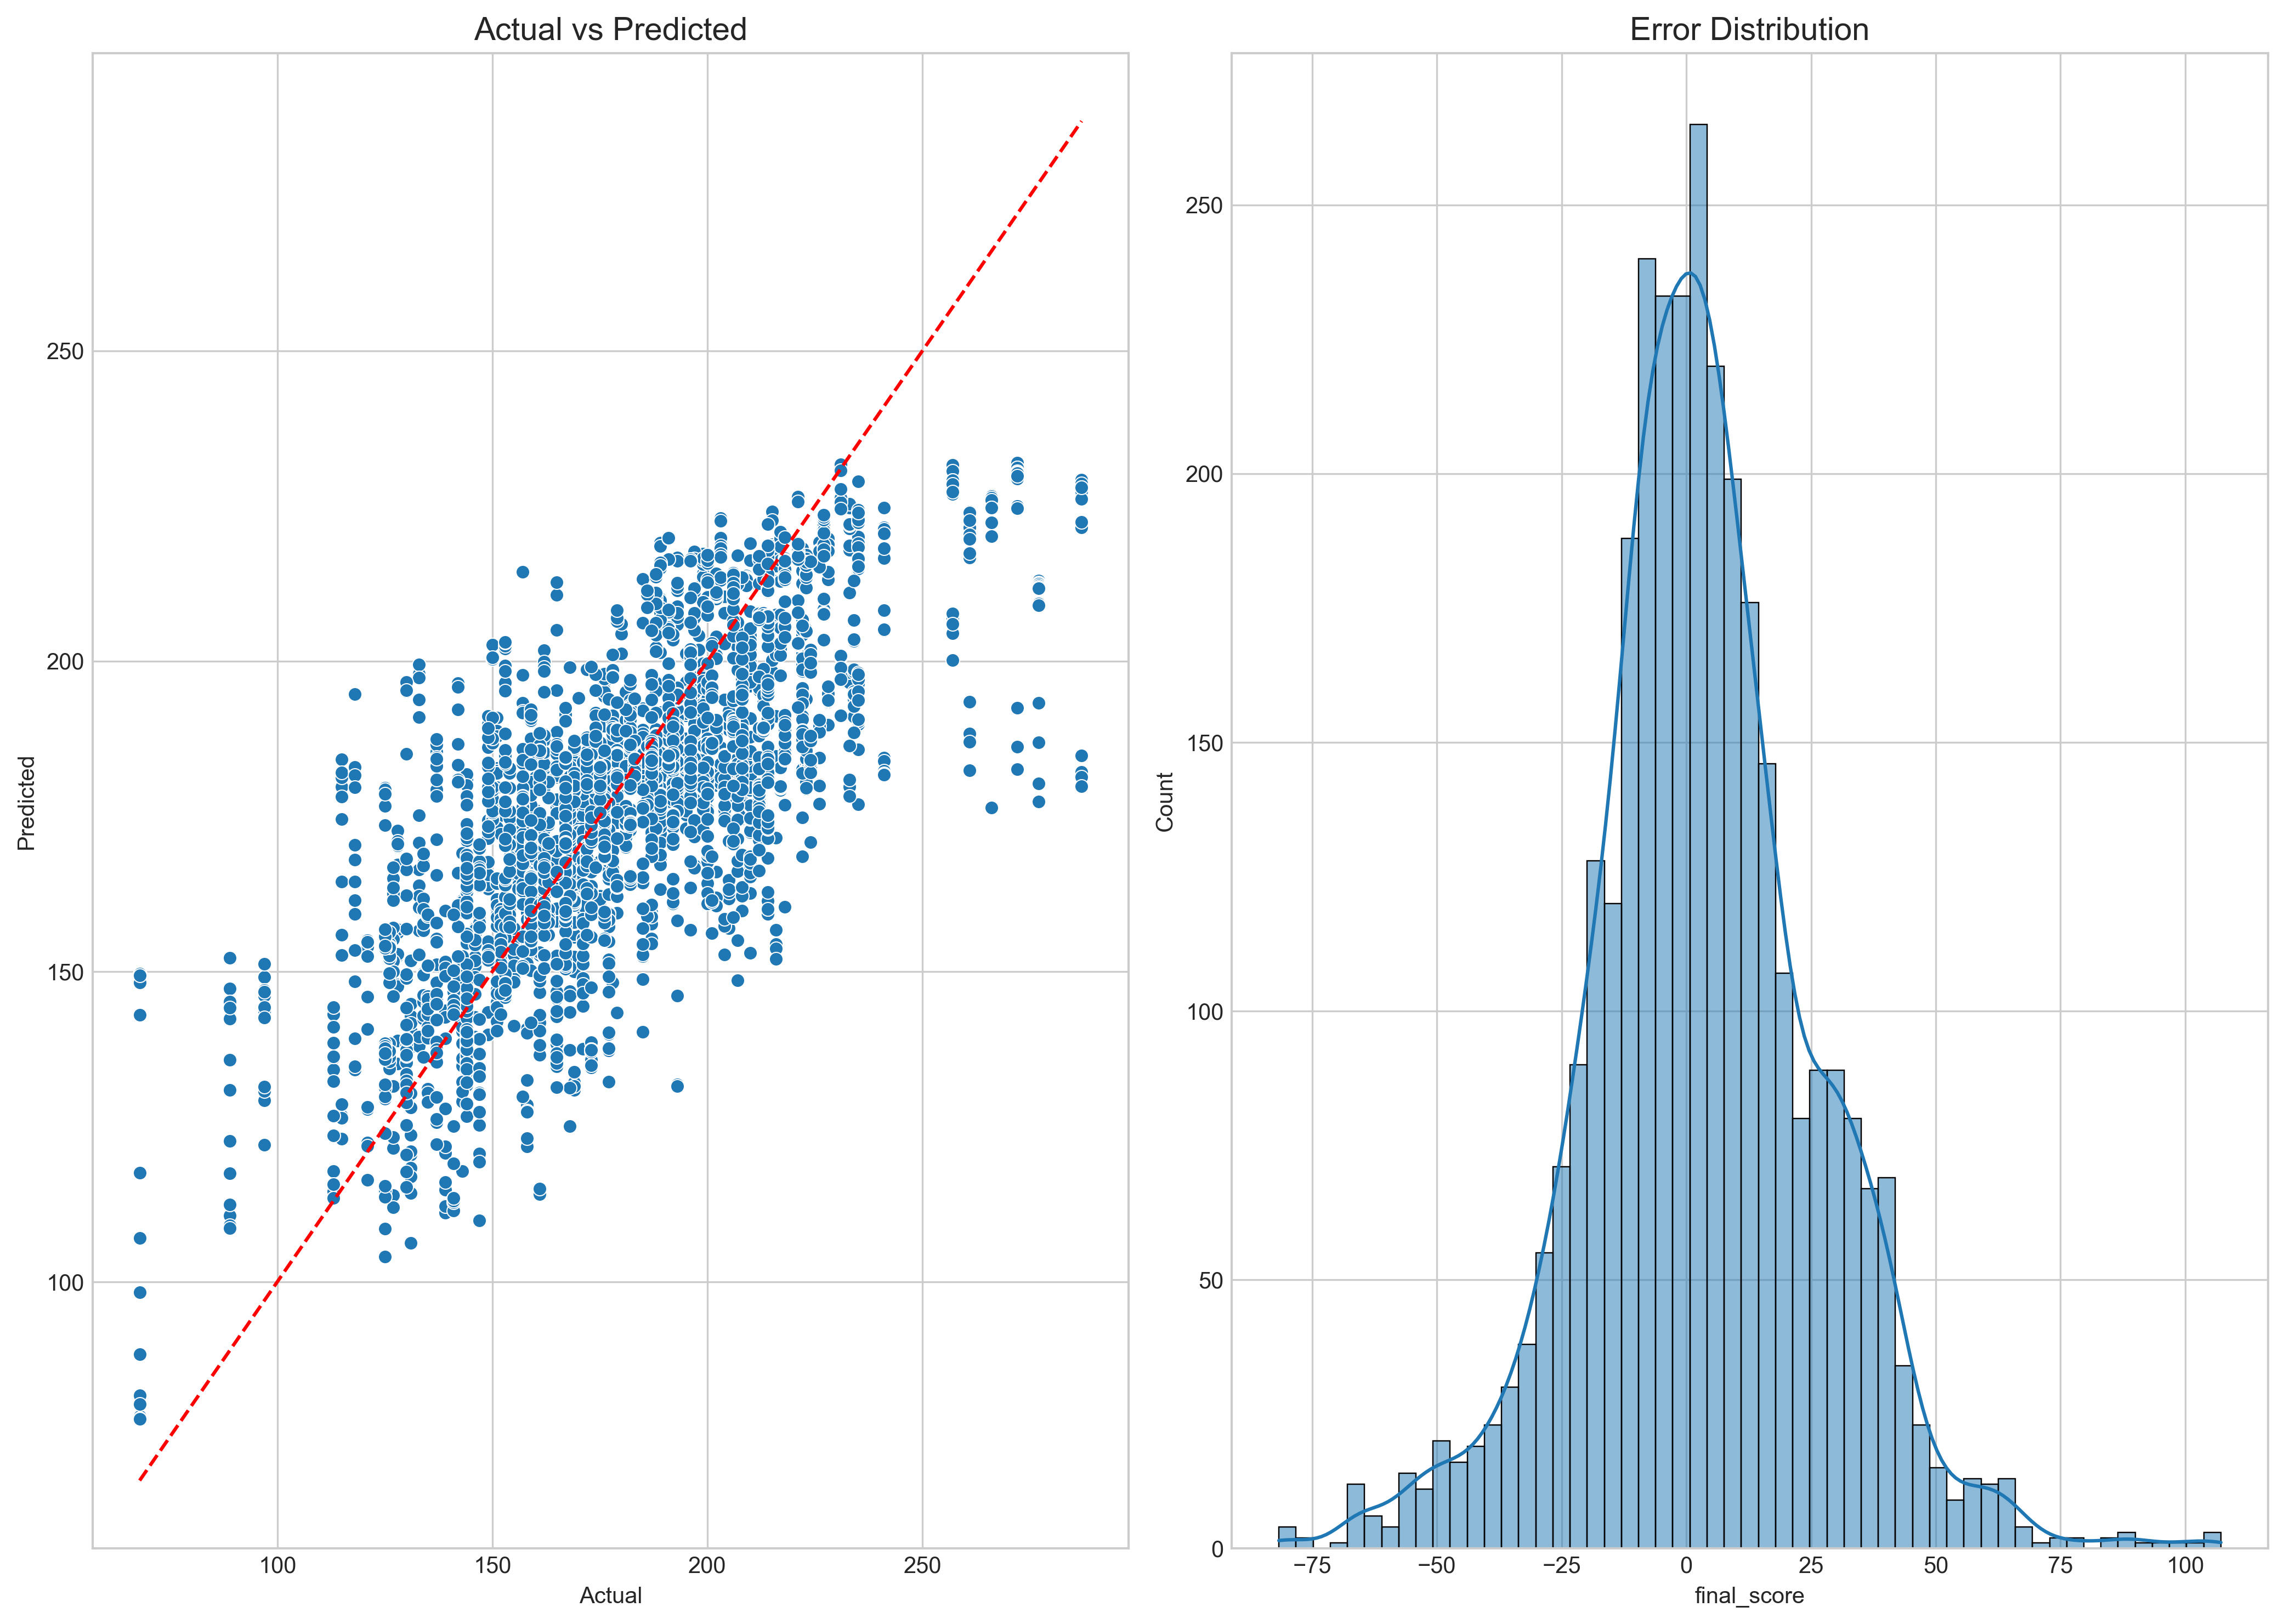 Actual vs Predicted
250
200
150
100
Predicted
100 150 200 250
Actual
Error Distribution
250
200
150
100
50
0
Count
−75 −50 −25 0 25 50 75 100
final_score